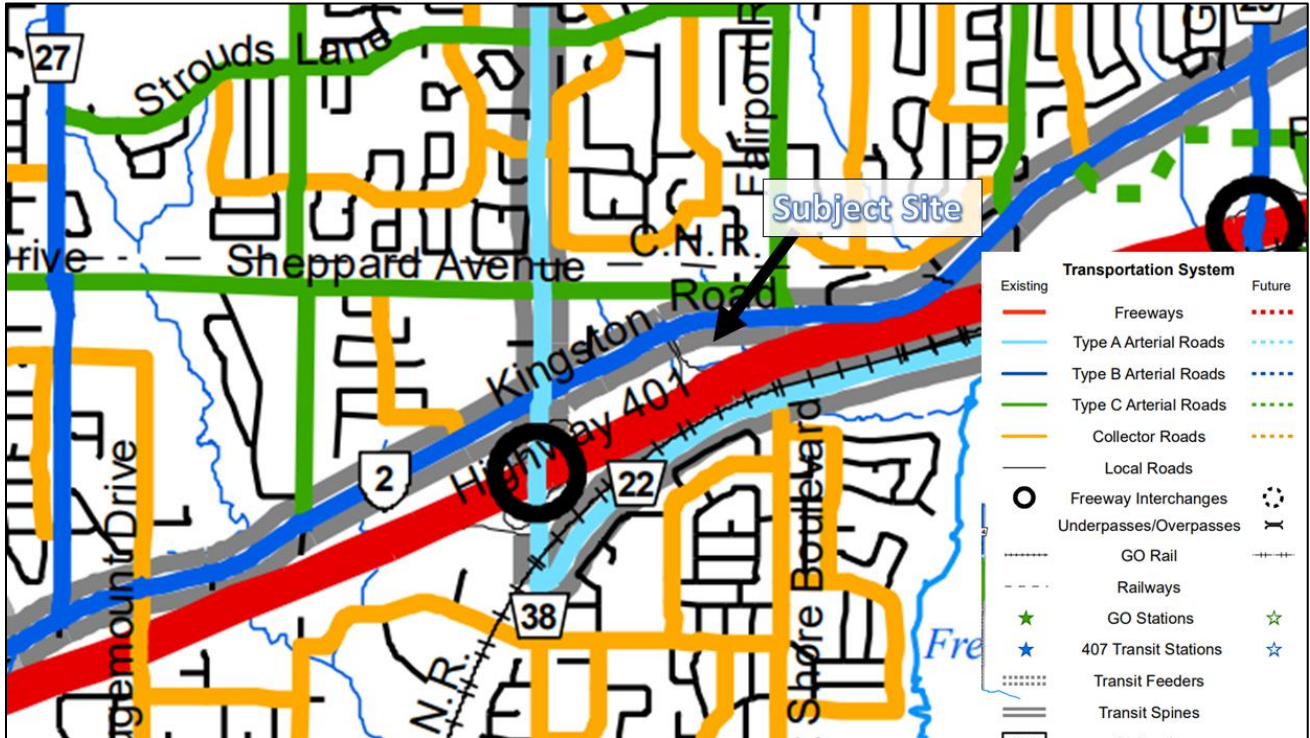 27
Strouds Lane
Fairport R
Subject Site
C.N.R.
Drive
Sheppard Avenue
Kingston Road
Highway 401
2
22
38
gemount Drive
N.R.
Shore Boulevard
Fre
Transportation System
Existing
Future
Freeways
Type A Arterial Roads
Type B Arterial Roads
Type C Arterial Roads
Collector Roads
Local Roads
Freeway Interchanges
Underpasses/Overpasses
GO Rail
Railways
GO Stations
407 Transit Stations
Transit Feeders
Transit Spines